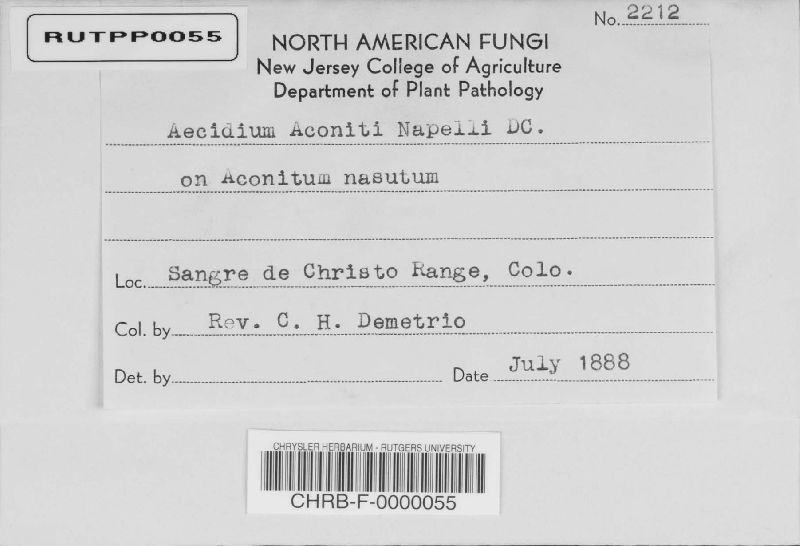 RUTPP0055
No. 2212
NORTH AMERICAN FUNGI
New Jersey College of Agriculture
Department of Plant Pathology
Aecidium Aconiti Napelli DC.
on Aconitum nasutum
Loc. Sangre de Christo Range, Colo.
Col. by Rev. C. H. Demetrio
Det. by Date July 1888
CHRYSLER HERBARIUM - RUTGERS UNIVERSITY
CHRB-F-0000055